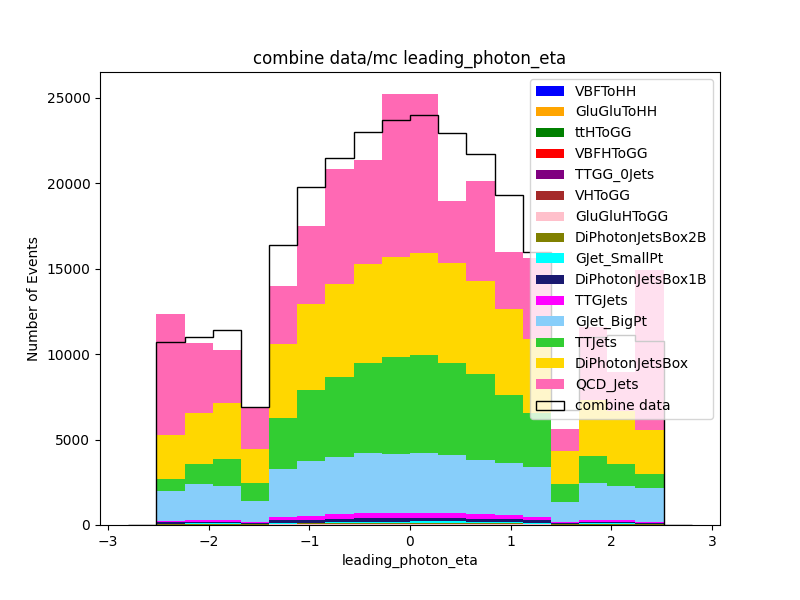 combine data/mc leading_photon_eta
25000
20000
15000
10000
5000
0
Number of Events
−3
−2
−1
0
1
2
3
leading_photon_eta
VBFToHH
GluGluToHH
ttHToGG
VBFHToGG
TTGG_0Jets
VHToGG
GluGluHToGG
DiPhotonJetsBox2B
GJet_SmallPt
DiPhotonJetsBox1B
TTGJets
GJet_BigPt
TTJets
DiPhotonJetsBox
QCD_Jets
combine data